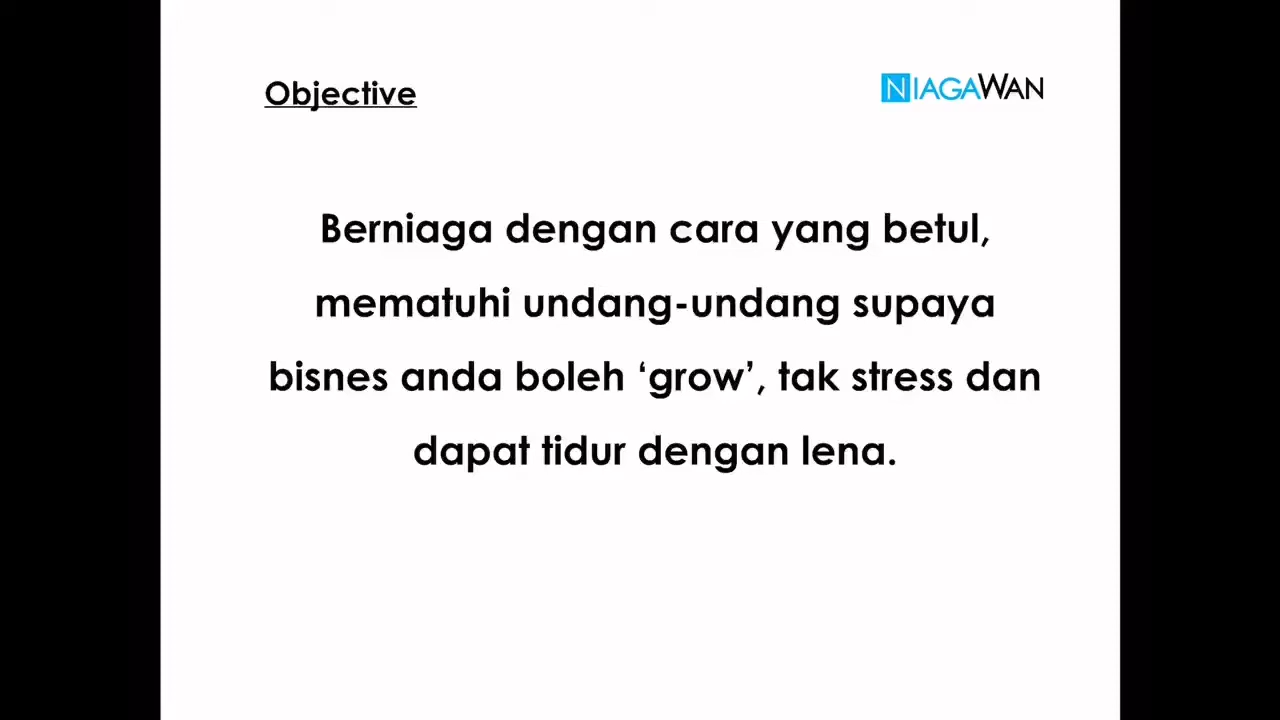 Objective
NIAGAWAN
Berniaga dengan cara yang betul,
mematuhi undang-undang supaya
bisnes anda boleh ‘grow’, tak stress dan
dapat tidur dengan lena.